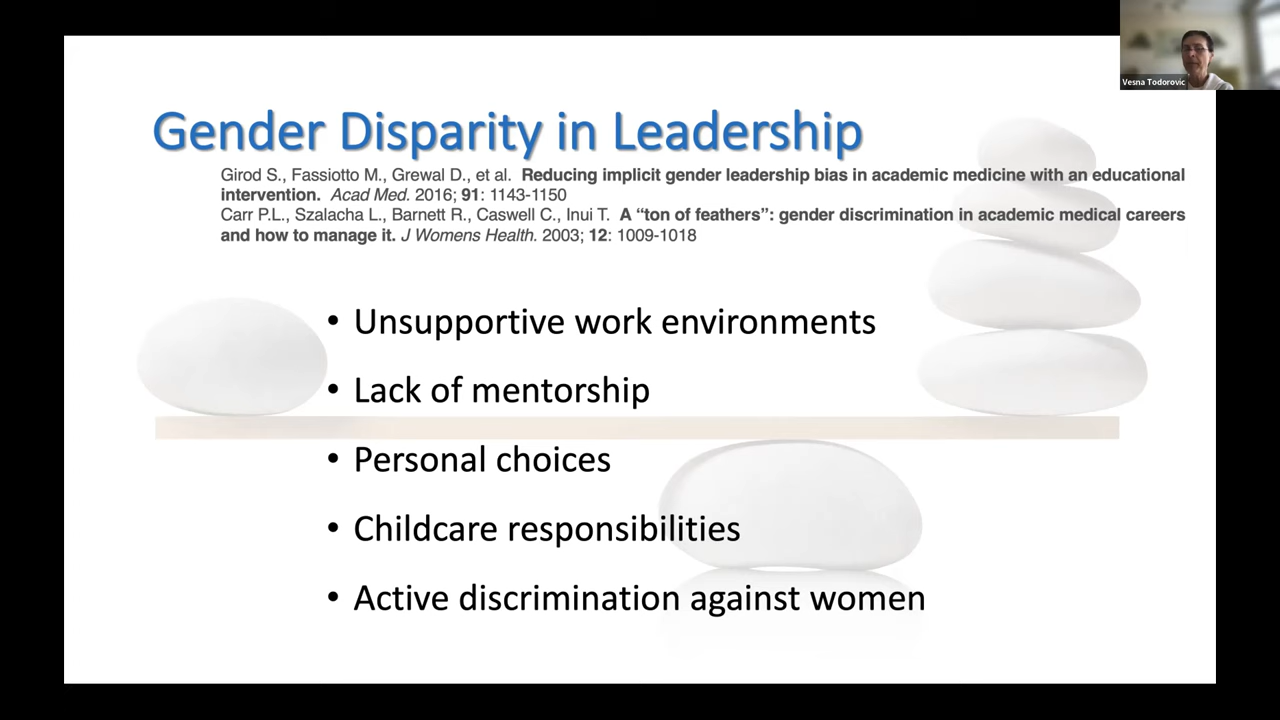 Vesna Todorovic
Gender Disparity in Leadership
Girod S., Fassiotto M., Grewal D., et al. Reducing implicit gender leadership bias in academic medicine with an educational
intervention. Acad Med. 2016; 91: 1143-1150
Carr P.L., Szalacha L., Barnett R., Caswell C., Inui T. A “ton of feathers”: gender discrimination in academic medical careers
and how to manage it. J Womens Health. 2003; 12: 1009-1018
• Unsupportive work environments
• Lack of mentorship
• Personal choices
• Childcare responsibilities
• Active discrimination against women